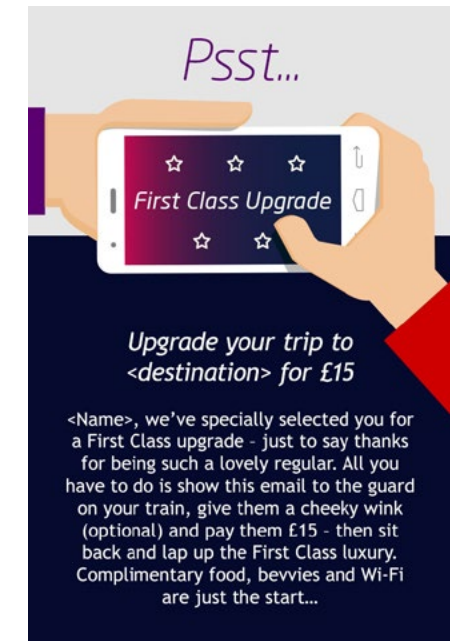 Psst...
First Class Upgrade
Upgrade your trip to
<destination> for £15
<Name>, we’ve specially selected you for
a First Class upgrade – just to say thanks
for being such a lovely regular. All you
have to do is show this email to the guard
on your train, give them a cheeky wink
(optional) and pay them £15 – then sit
back and lap up the First Class luxury.
Complimentary food, bevvies and Wi-Fi
are just the start…